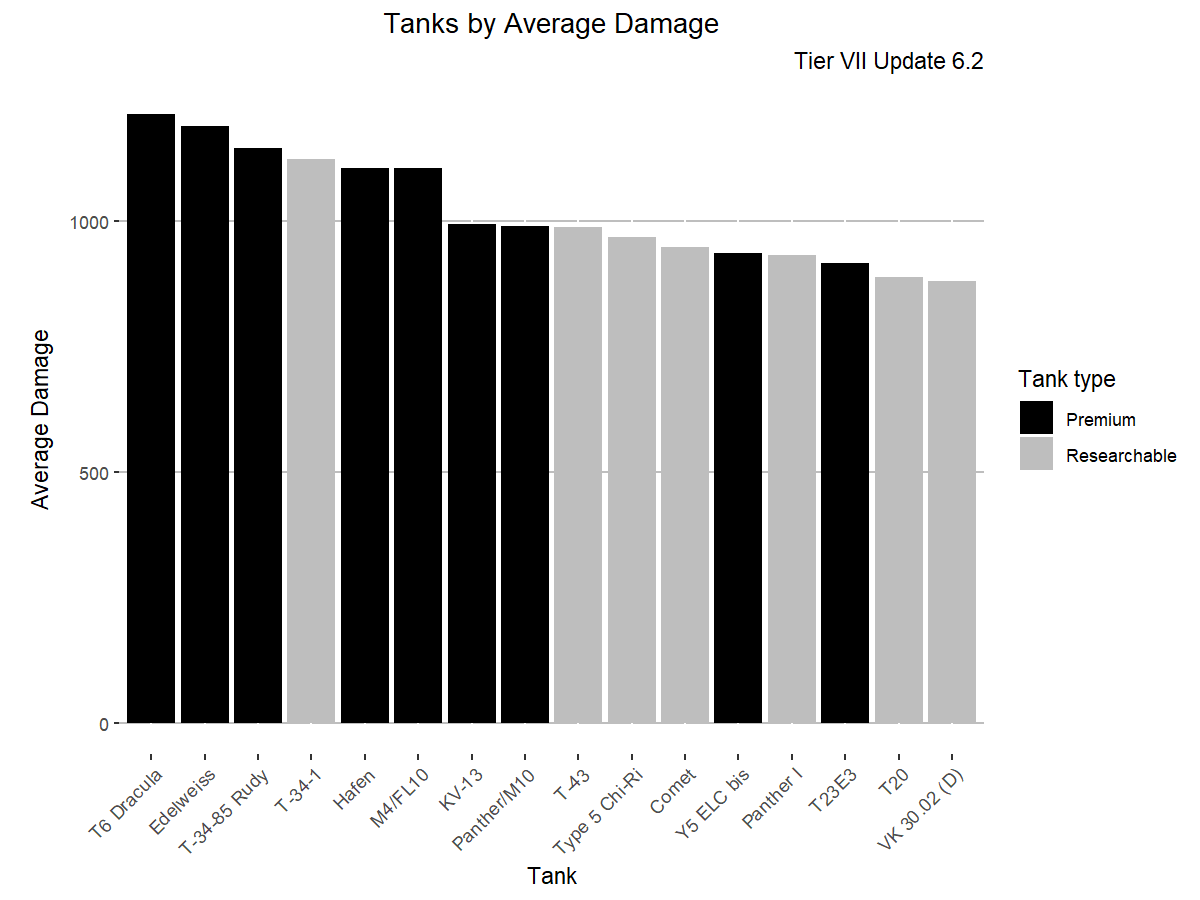 Tanks by Average Damage
Tier VII Update 6.2
Average Damage
1000
500
0
T6 Dracula
Edelweiss
T-34-85 Rudy
T-34-1
Hafen
M4/FL10
KV-13
Panther/M10
T-43
Type 5 Chi-Ri
Comet
Y5 ELC bis
Panther I
T23E3
T20
VK 30.02 (D)
Tank
Tank type
Premium
Researchable